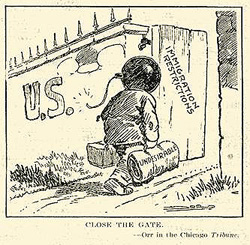 U.S.
IMMIGRATION
RESTRICTIONS
UNDESIRABLE
CLOSE THE GATE.
—Orr in the Chicago Tribune.